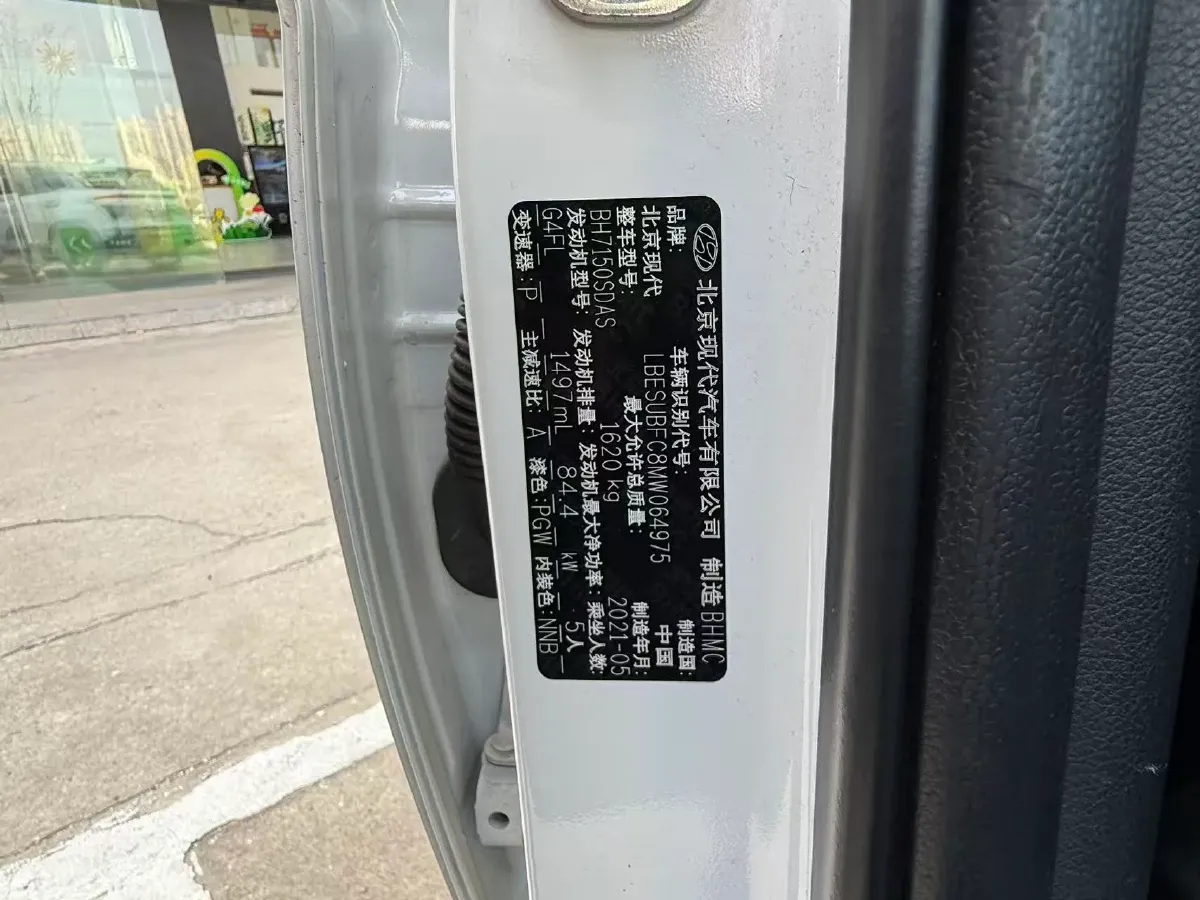 北京现代汽车有限公司 制造 BHMC
品牌: 车辆识别代号: 制造国:
北京现代 LBESUBFC8MW064975 中国
整车型号: 最大允许总质量: 制造年月:
BH7150SDAS 1620 kg 2021-05
发动机型号: 发动机排量: 发动机最大净功率: 乘坐人数:
G4FL 1497mL 84.4 kW 5人
变速器: P 主减速比: A 漆色: PGW 内装色: NNB